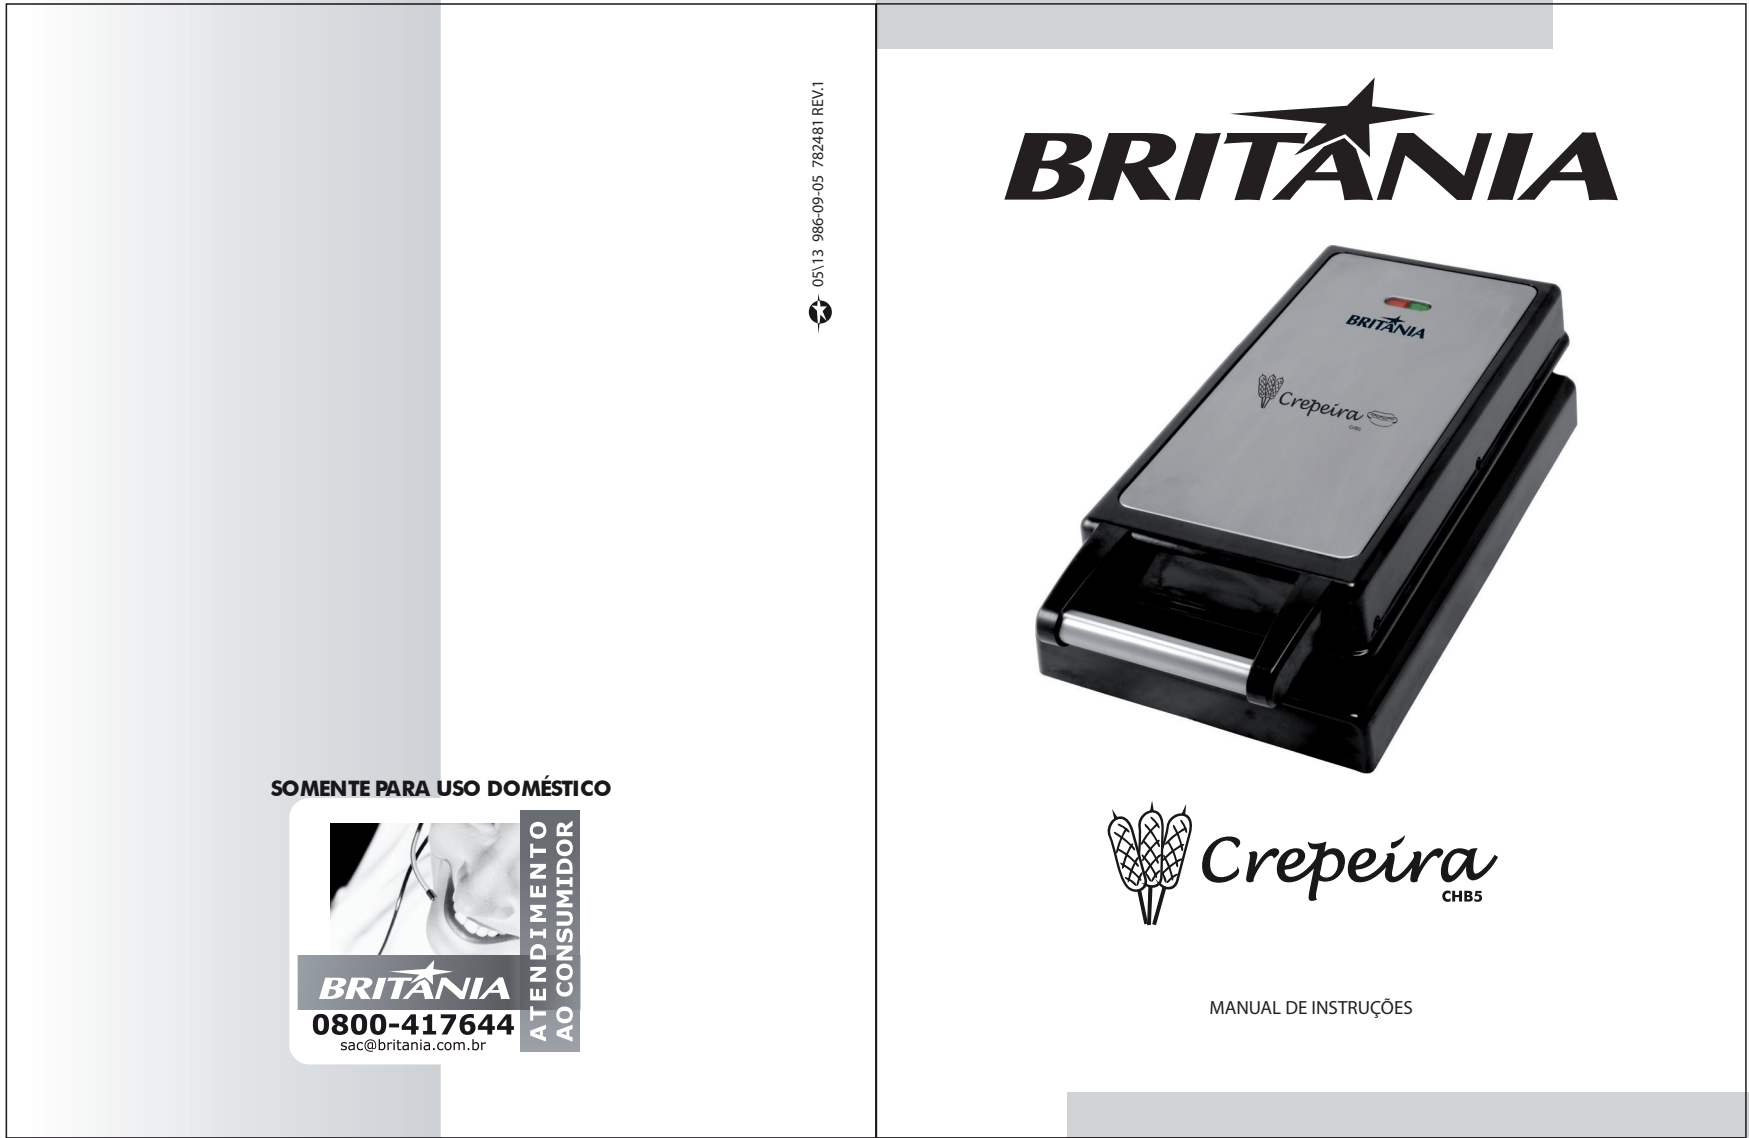 05\13 986-09-05 782481 REV.1
SOMENTE PARA USO DOMÉSTICO
ATENDIMENTO
AO CONSUMIDOR
BRITANIA
0800-417644
sac@britania.com.br
BRITANIA
BRITANIA
Crepeira
CHB5
Crepeira
CHB5
MANUAL DE INSTRUÇÕES